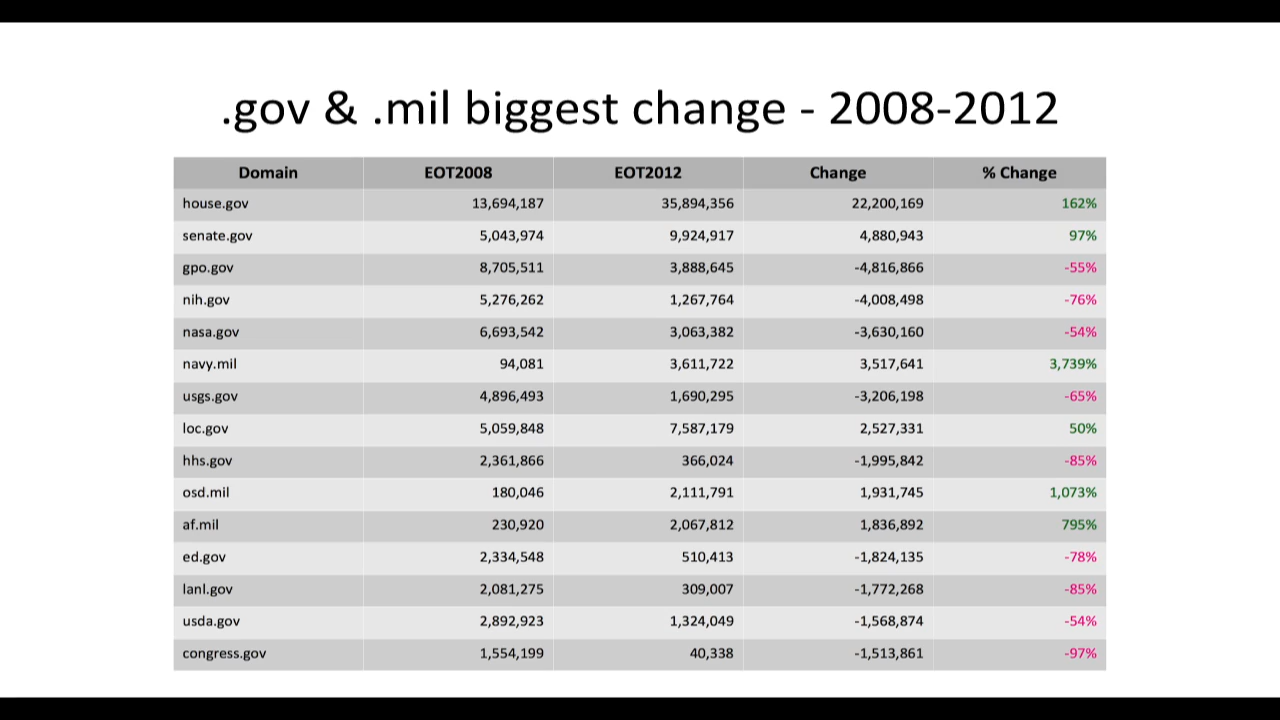 .gov & .mil biggest change - 2008-2012
Domain EOT2008 EOT2012 Change % Change
house.gov 13,694,187 35,894,356 22,200,169 162%
senate.gov 5,043,974 9,924,917 4,880,943 97%
gpo.gov 8,705,511 3,888,645 -4,816,866 -55%
nih.gov 5,276,262 1,267,764 -4,008,498 -76%
nasa.gov 6,693,542 3,063,382 -3,630,160 -54%
navy.mil 94,081 3,611,722 3,517,641 3,739%
usgs.gov 4,896,493 1,690,295 -3,206,198 -65%
loc.gov 5,059,848 7,587,179 2,527,331 50%
hhs.gov 2,361,866 366,024 -1,995,842 -85%
osd.mil 180,046 2,111,791 1,931,745 1,073%
af.mil 230,920 2,067,812 1,836,892 795%
ed.gov 2,334,548 510,413 -1,824,135 -78%
lanl.gov 2,081,275 309,007 -1,772,268 -85%
usda.gov 2,892,923 1,324,049 -1,568,874 -54%
congress.gov 1,554,199 40,338 -1,513,861 -97%